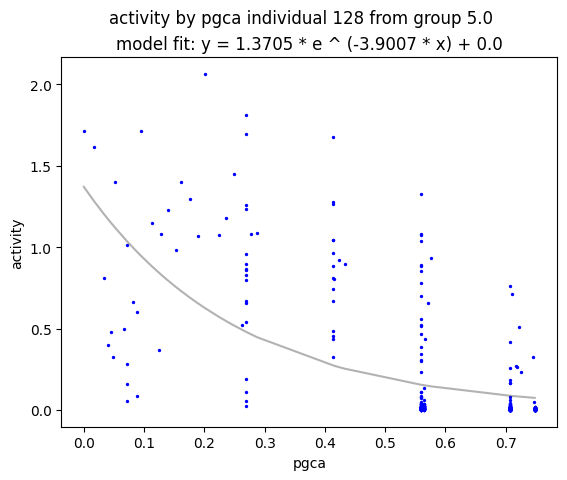 activity by pgca individual 128 from group 5.0
model fit: y = 1.3705 * e ^ (-3.9007 * x) + 0.0
2.0
1.5
1.0
0.5
0.0
activity
0.0 0.1 0.2 0.3 0.4 0.5 0.6 0.7
pgca